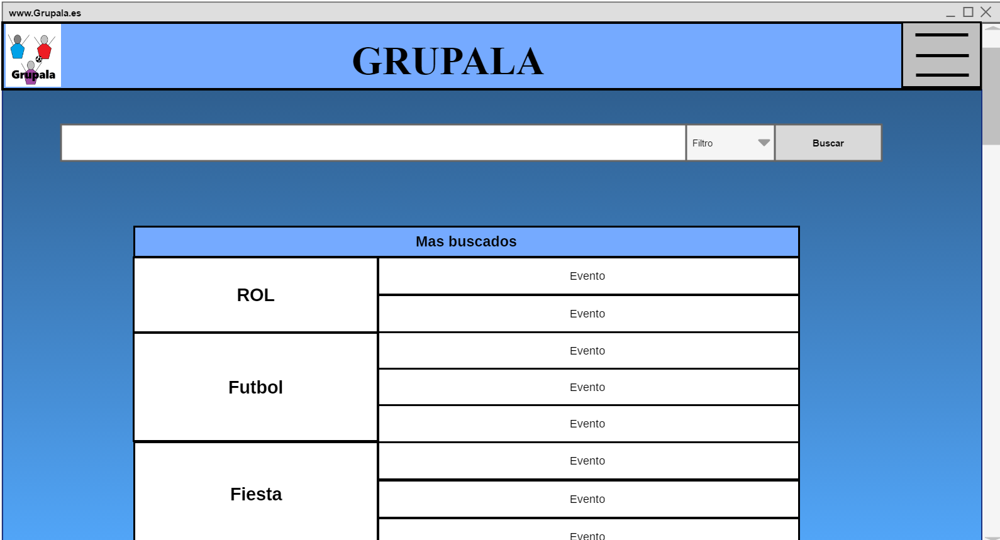 www.Grupala.es
Grupala
GRUPALA
Filtro
Buscar
Mas buscados
ROL
Evento
Evento
Futbol
Evento
Evento
Evento
Fiesta
Evento
Evento
Evento